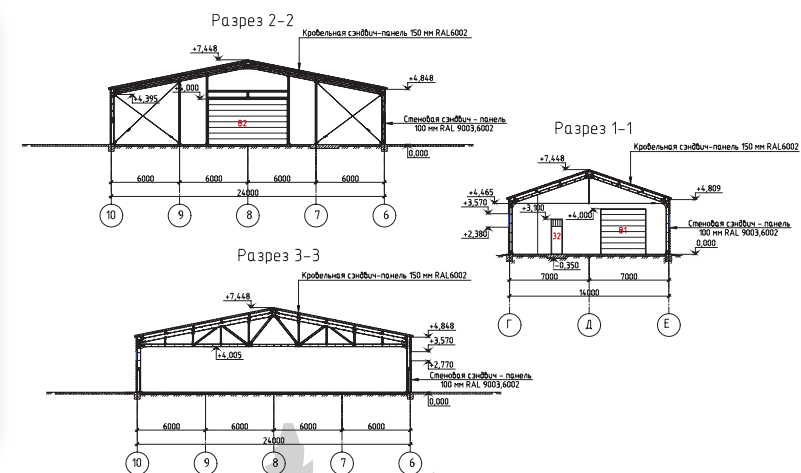 Разрез 2-2
Кровельная сэндвич-панель 150 мм RAL6002
+7,448
+4,848
+4,000
+4,395
В2
Стеновая сэндвич - панель
100 мм RAL 9003,6002
0,000
6000 6000 6000 6000
24000
10 9 8 7 6
Разрез 1-1
Кровельная сэндвич-панель 150 мм RAL6002
+7,448
+4,465
+4,809
+3,570
+3,100
+4,000
32
В1
+2,380
Стеновая сэндвич - панель
100 мм RAL 9003,6002
0,000
-0,350
7000 7000
14000
Г Д Е
Разрез 3-3
Кровельная сэндвич-панель 150 мм RAL6002
+7,448
+4,848
+3,570
+4,005
+2,770
Стеновая сэндвич - панель
100 мм RAL 9003,6002
0,000
6000 6000 6000 6000
24000
10 9 8 7 6